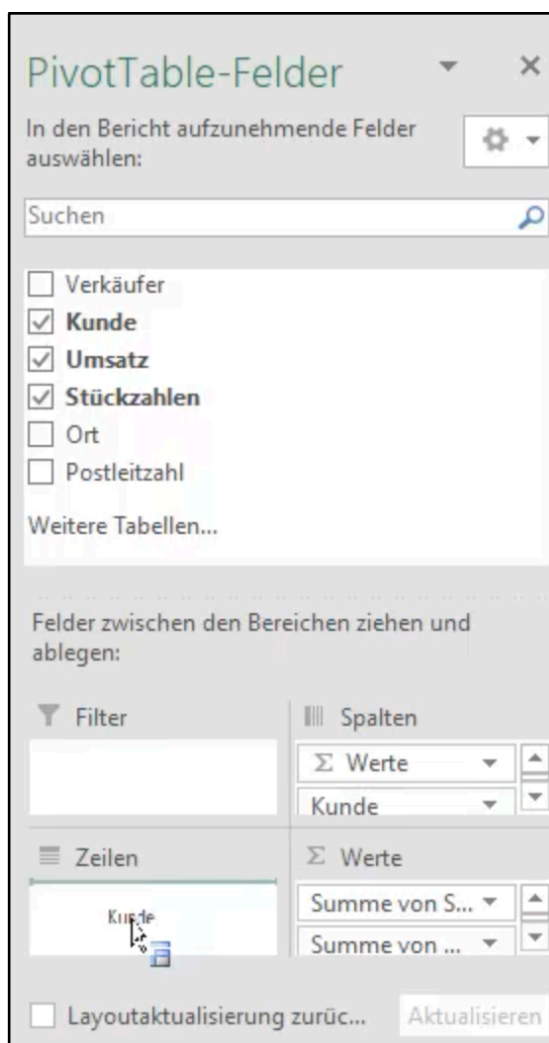 PivotTable-Felder
In den Bericht aufzunehmende Felder
auswählen:
Suchen
Verkäufer
Kunde
Umsatz
Stückzahlen
Ort
Postleitzahl
Weitere Tabellen...
Felder zwischen den Bereichen ziehen und
ablegen:
Filter
Spalten
Σ Werte
Kunde
Zeilen
Σ Werte
Kunde
Summe von S...
Summe von ...
Layoutaktualisierung zurüc...
Aktualisieren